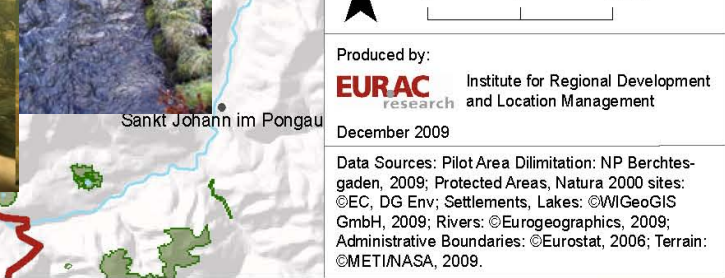 Sankt Johann im Pongau
Produced by:
EURAC
research
Institute for Regional Development
and Location Management
December 2009
Data Sources: Pilot Area Dilimitation: NP Berchtes-
gaden, 2009; Protected Areas, Natura 2000 sites:
©EC, DG Env; Settlements, Lakes: ©WIGeoGIS
GmbH, 2009; Rivers: ©Eurogeographics, 2009;
Administrative Boundaries: ©Eurostat, 2006; Terrain:
©METI/NASA, 2009.